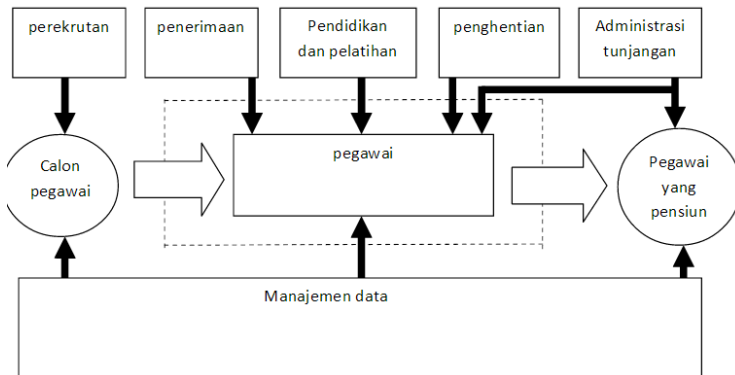 perekrutan
penerimaan
Pendidikan
dan pelatihan
penghentian
Administrasi
tunjangan
Calon
pegawai
pegawai
Pegawai
yang
pensiun
Manajemen data